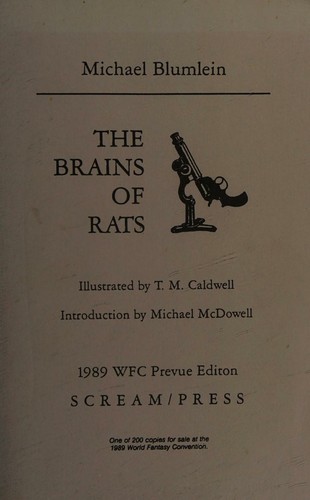 Michael Blumlein
THE
BRAINS
OF
RATS
Illustrated by T. M. Caldwell
Introduction by Michael McDowell
1989 WFC Prevue Editon
SCREAM/PRESS
One of 200 copies for sale at the
1989 World Fantasy Convention.